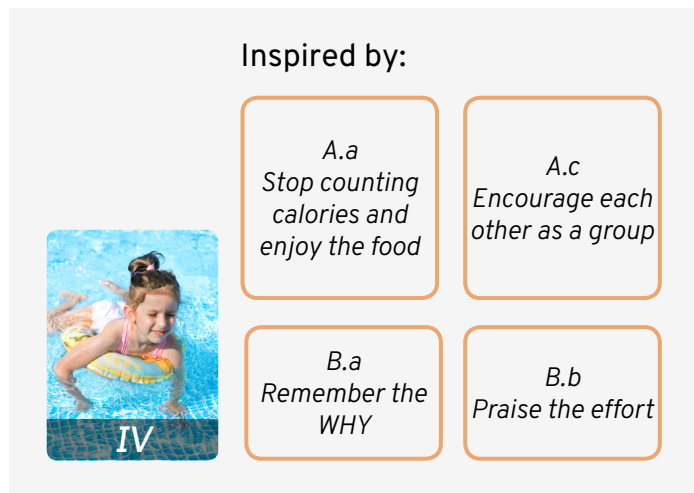 Inspired by:
A.a
Stop counting
calories and
enjoy the food
A.c
Encourage each
other as a group
B.a
Remember the
WHY
B.b
Praise the effort
IV